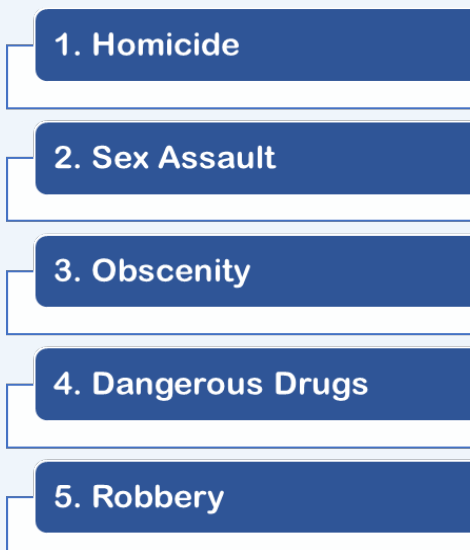 1. Homicide
2. Sex Assault
3. Obscenity
4. Dangerous Drugs
5. Robbery